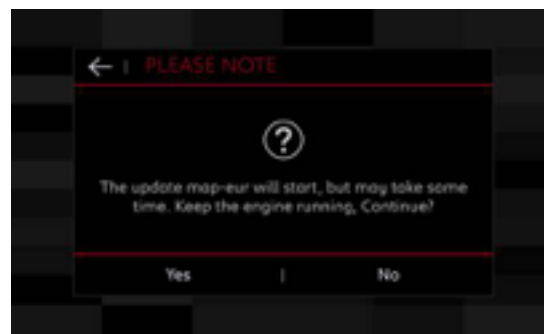 PLEASE NOTE
The update map-eur will start, but may take some
time. Keep the engine running, Continue?
Yes | No